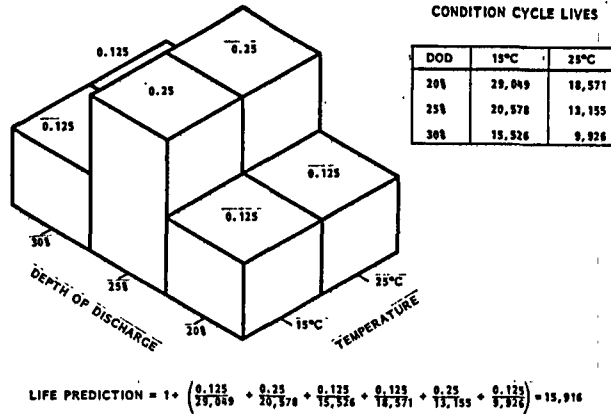 CONDITION CYCLE LIVES
DOD 15°C 25°C
20% 29,049 18,571
25% 20,578 13,155
30% 15,526 9,926
0.125
0.25
0.25
0.125
0.125
0.125
30%
25%
20%
15°C
25°C
DEPTH OF DISCHARGE
TEMPERATURE
LIFE PREDICTION = 1÷ (0.125/29,049 + 0.25/20,578 + 0.125/15,526 + 0.125/18,571 + 0.25/13,155 + 0.125/9,926) = 15,916